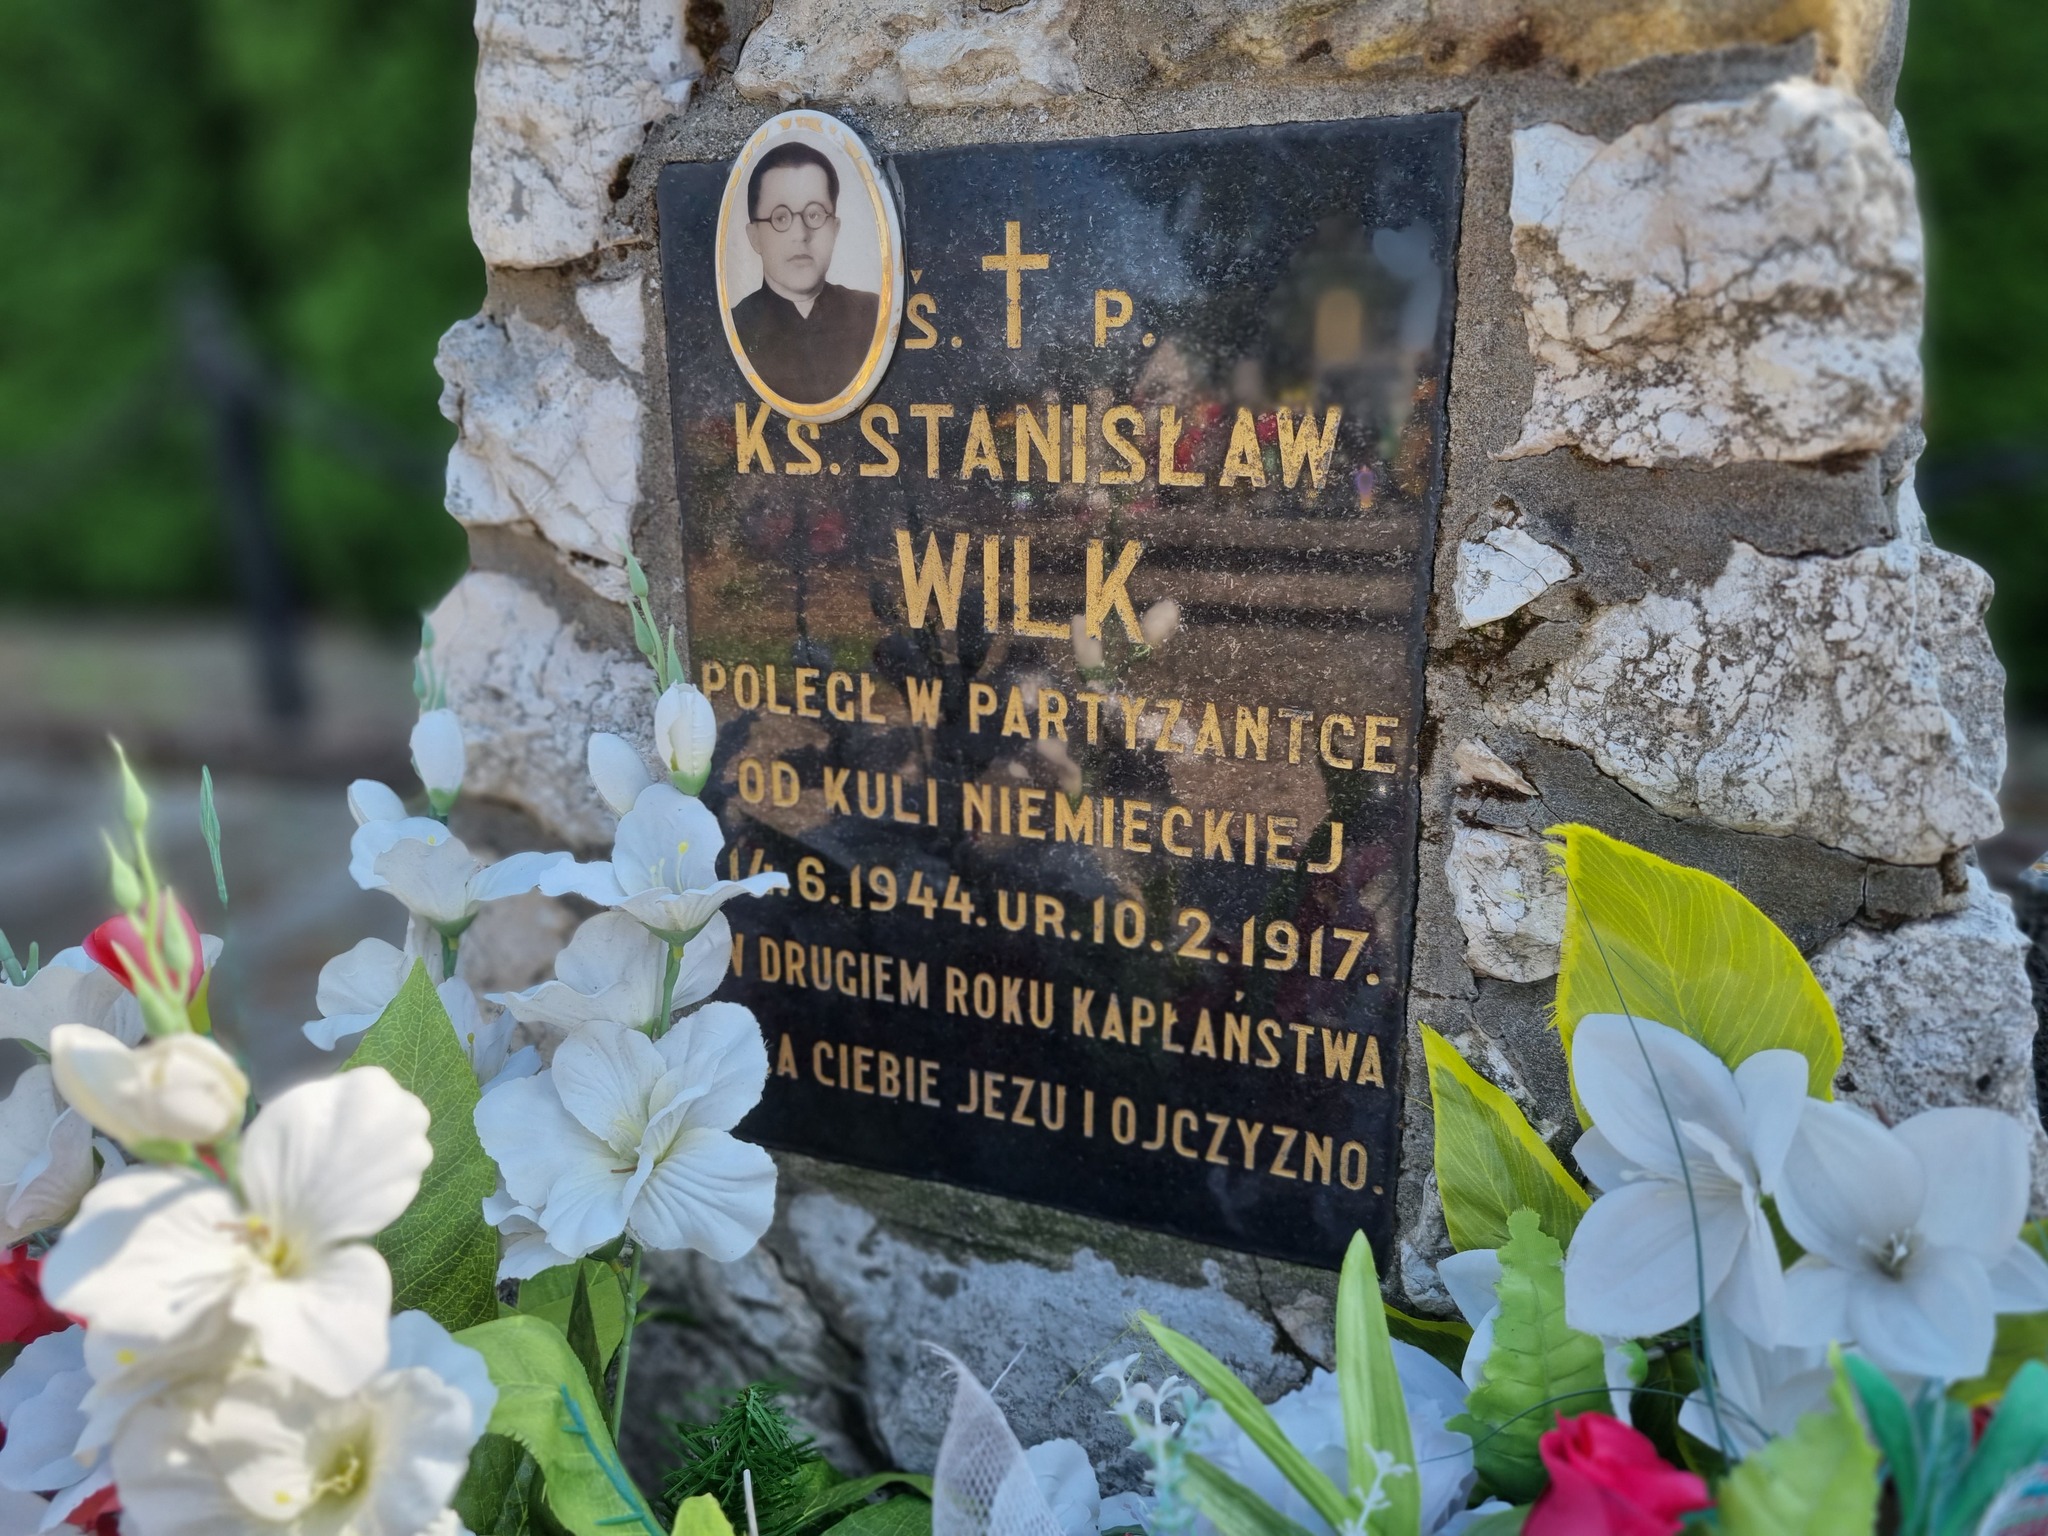 Ś. P.
KS. STANISŁAW
WILK
POLEGŁ W PARTYZANTCE
OD KULI NIEMIECKIEJ
14.6.1944. UR. 10. 2. 1917.
W DRUGIEM ROKU KAPŁAŃSTWA
CIEBIE JEZU I OJCZYZNO.